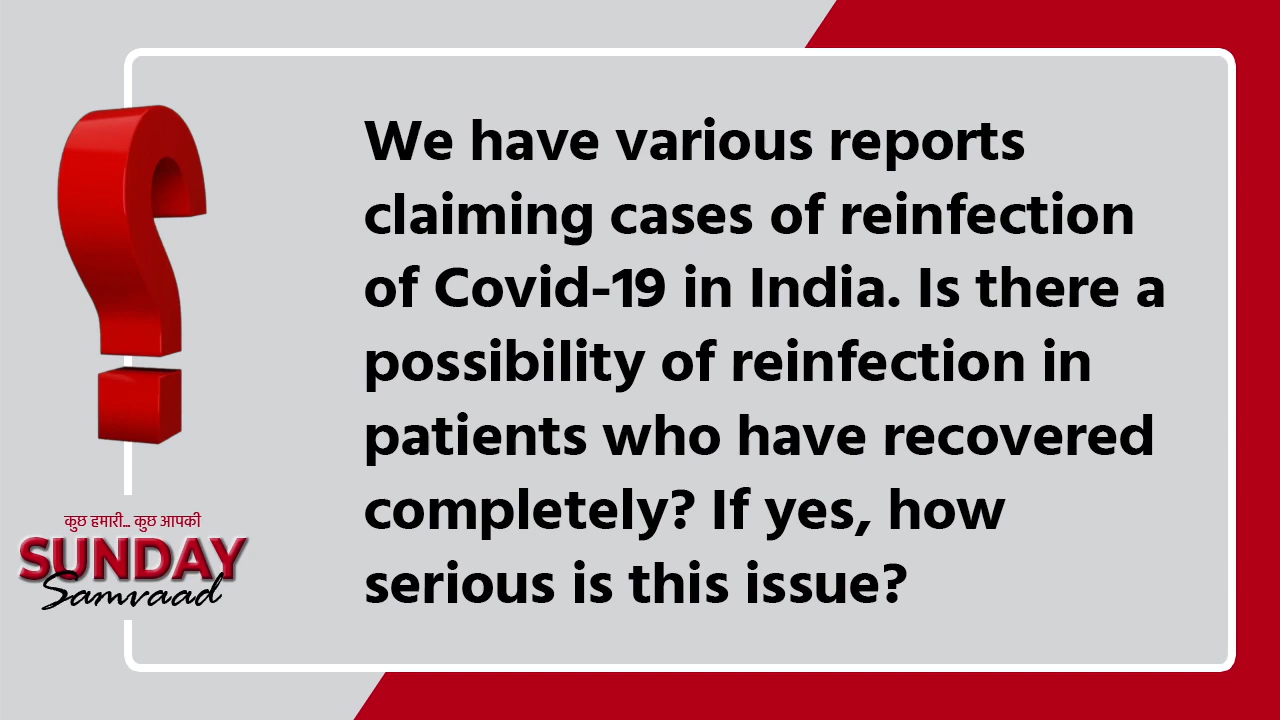 We have various reports
claiming cases of reinfection
of Covid-19 in India. Is there a
possibility of reinfection in
patients who have recovered
completely? If yes, how
serious is this issue?
कुछ हमारी... कुछ आपकी
SUNDAY
Samvaad